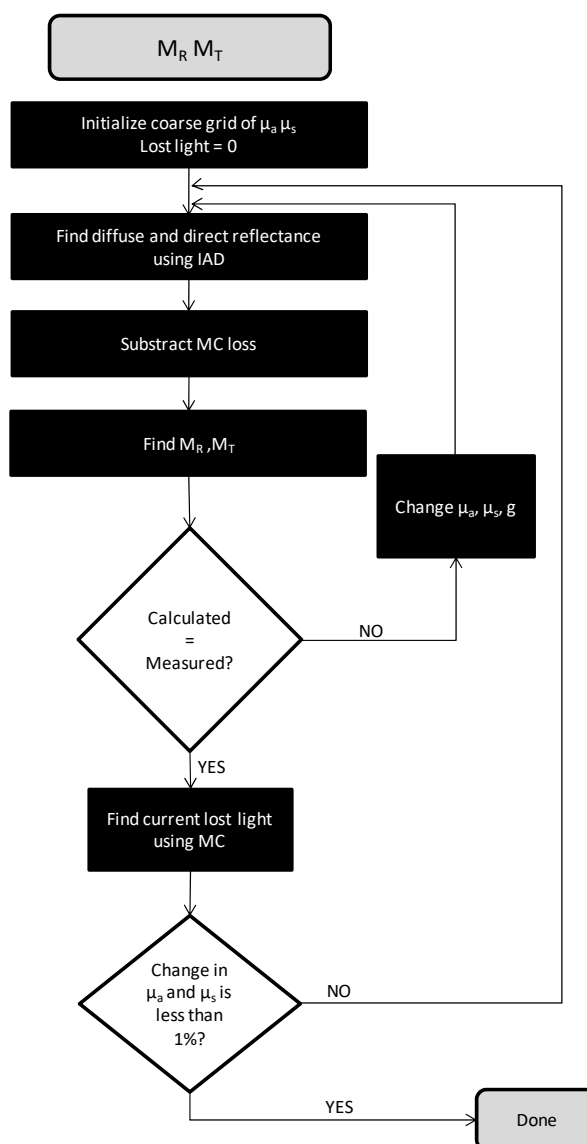 M_R M_T
Initialize coarse grid of μ_a μ_s
Lost light = 0
Find diffuse and direct reflectance
using IAD
Substract MC loss
Find M_R ,M_T
Change μ_a, μ_s, g
Calculated
=
Measured?
NO
YES
Find current lost light
using MC
Change in
μ_a and μ_s is
less than
1%?
NO
YES
Done